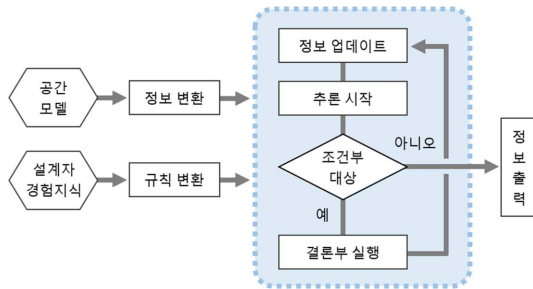 공간
모델
정보 변환
설계자
경험지식
규칙 변환
정보 업데이트
추론 시작
조건부
대상
아니오
예
결론부 실행
정
보
출
력